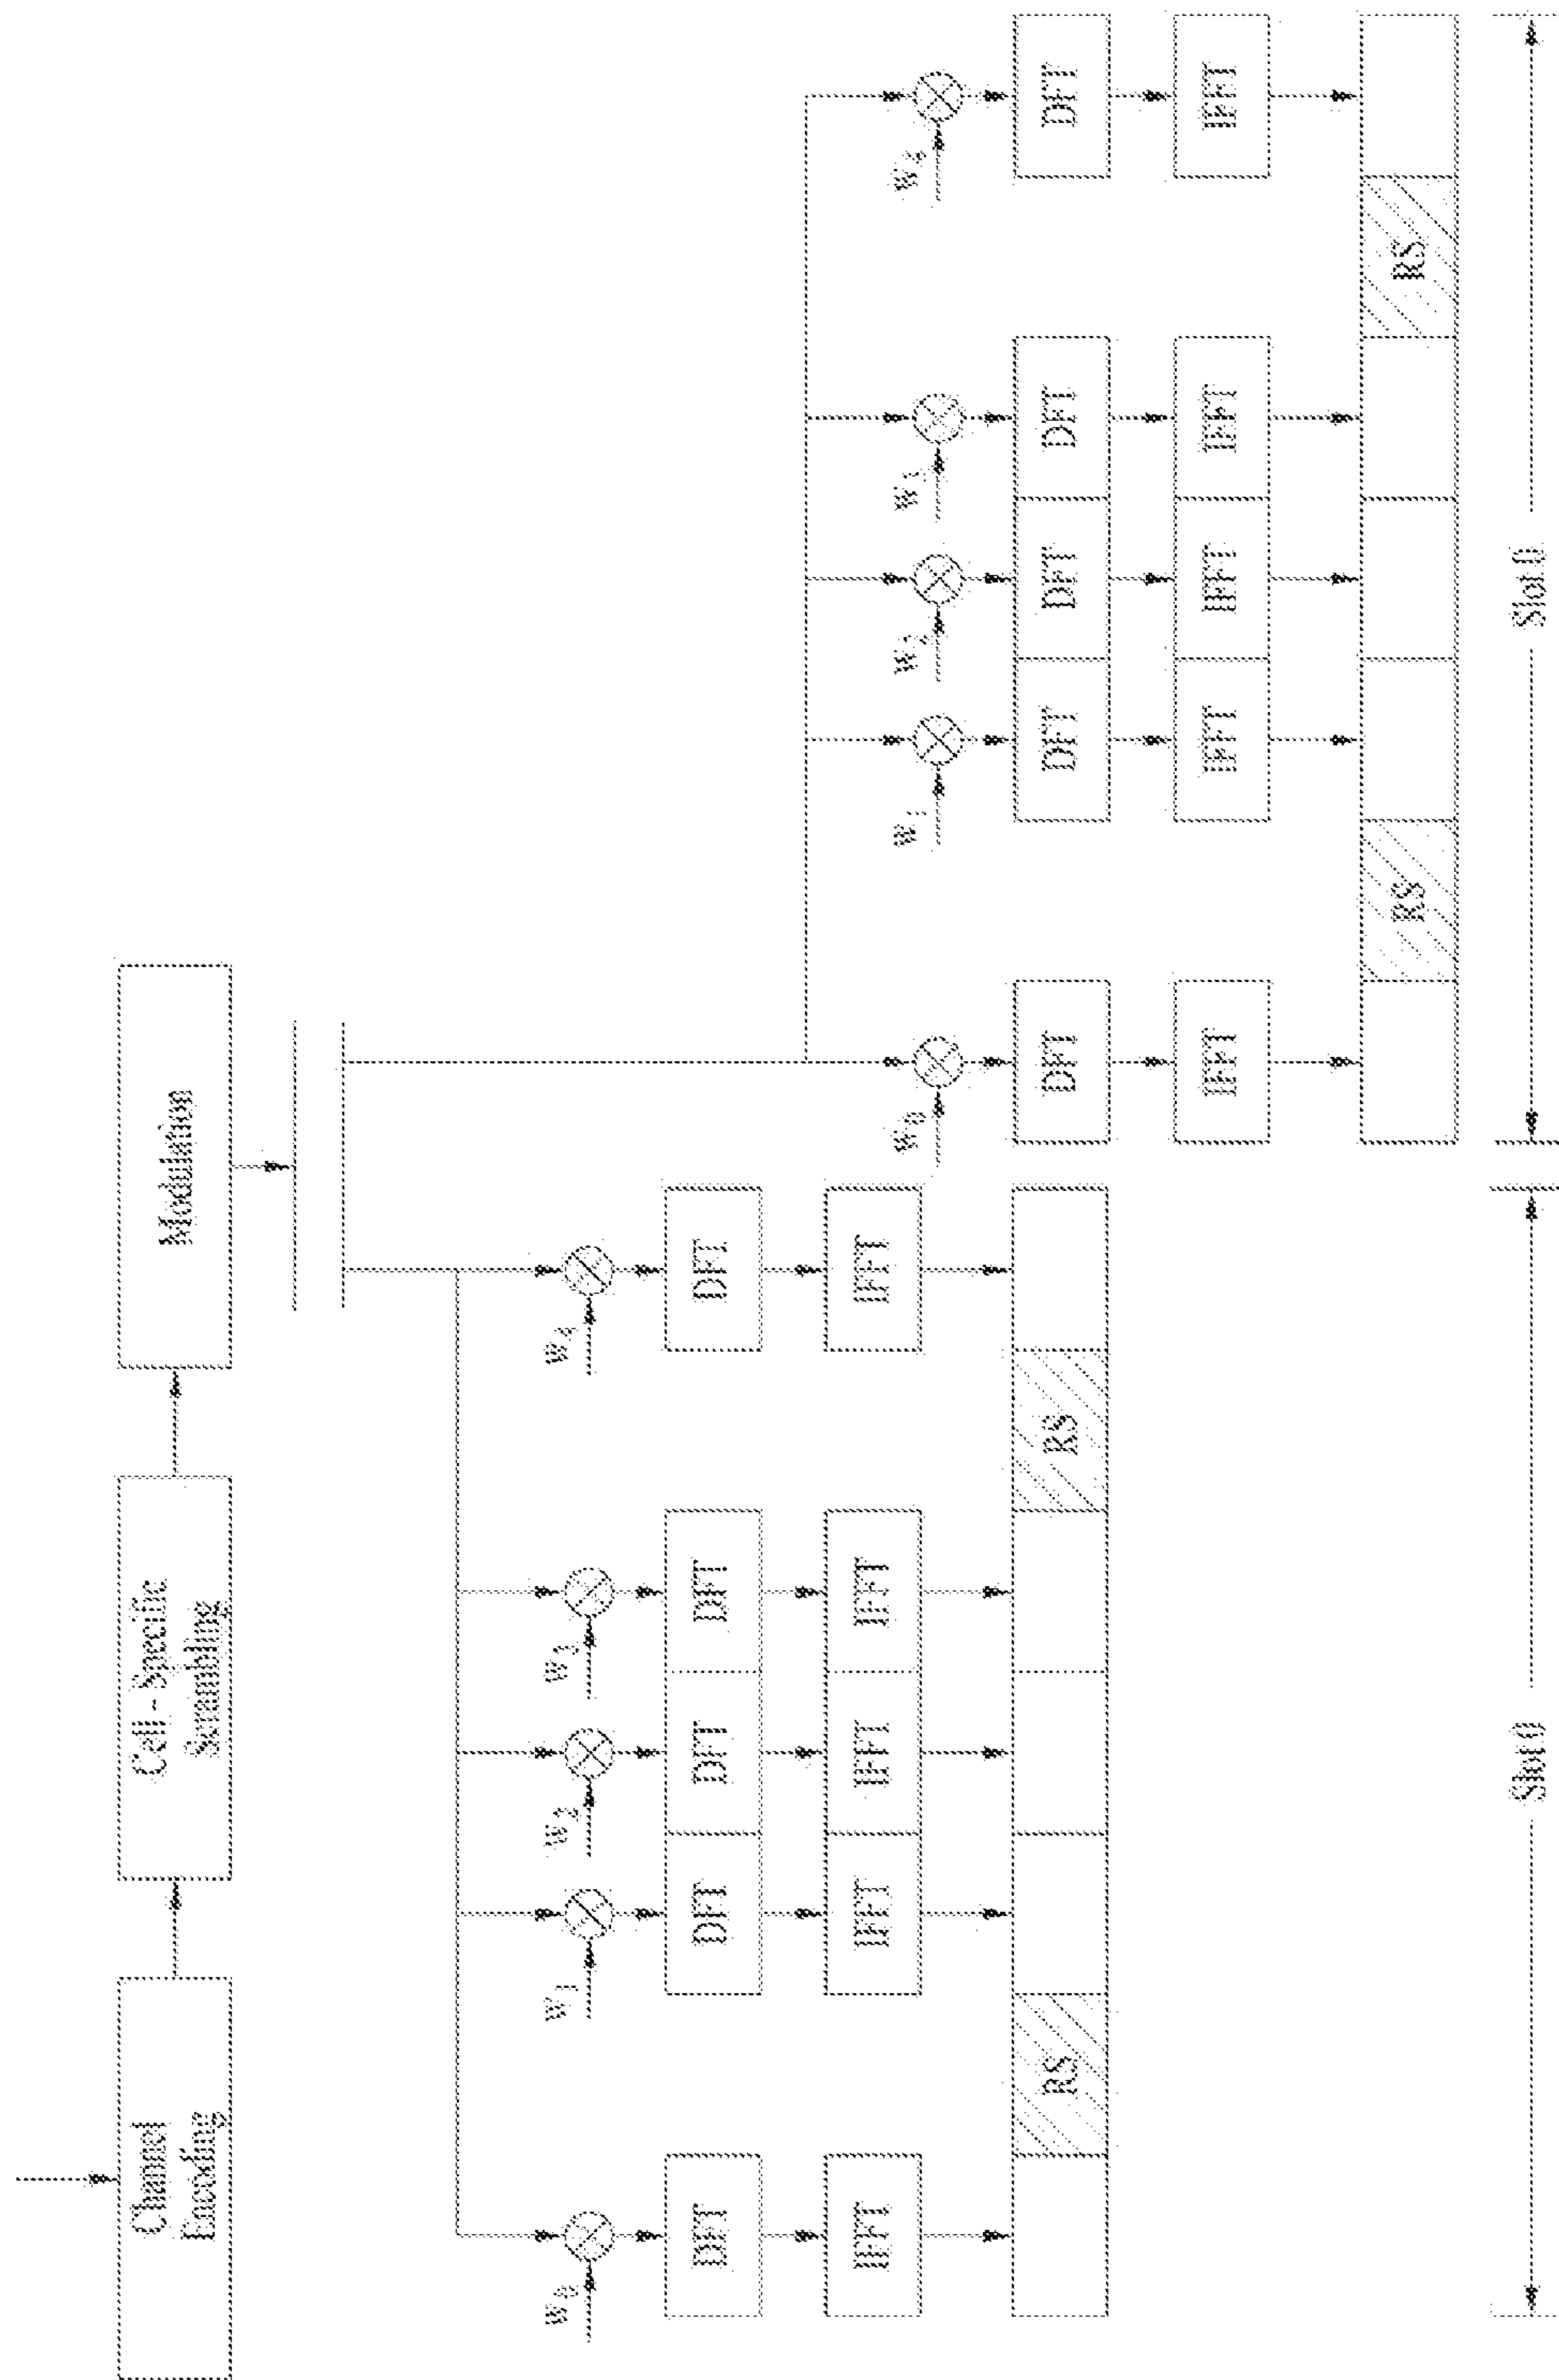 Channel
Encoding
Cell - Specific
Scrambling
Modulation
W0
W1
W2
W3
W4
DFT
DFT
DFT
DFT
DFT
IFFT
IFFT
IFFT
IFFT
IFFT
RS
RS
W0
W1
W2
W3
W4
DFT
DFT
DFT
DFT
DFT
IFFT
IFFT
IFFT
IFFT
IFFT
RS
RS
Slot 0
Slot 0